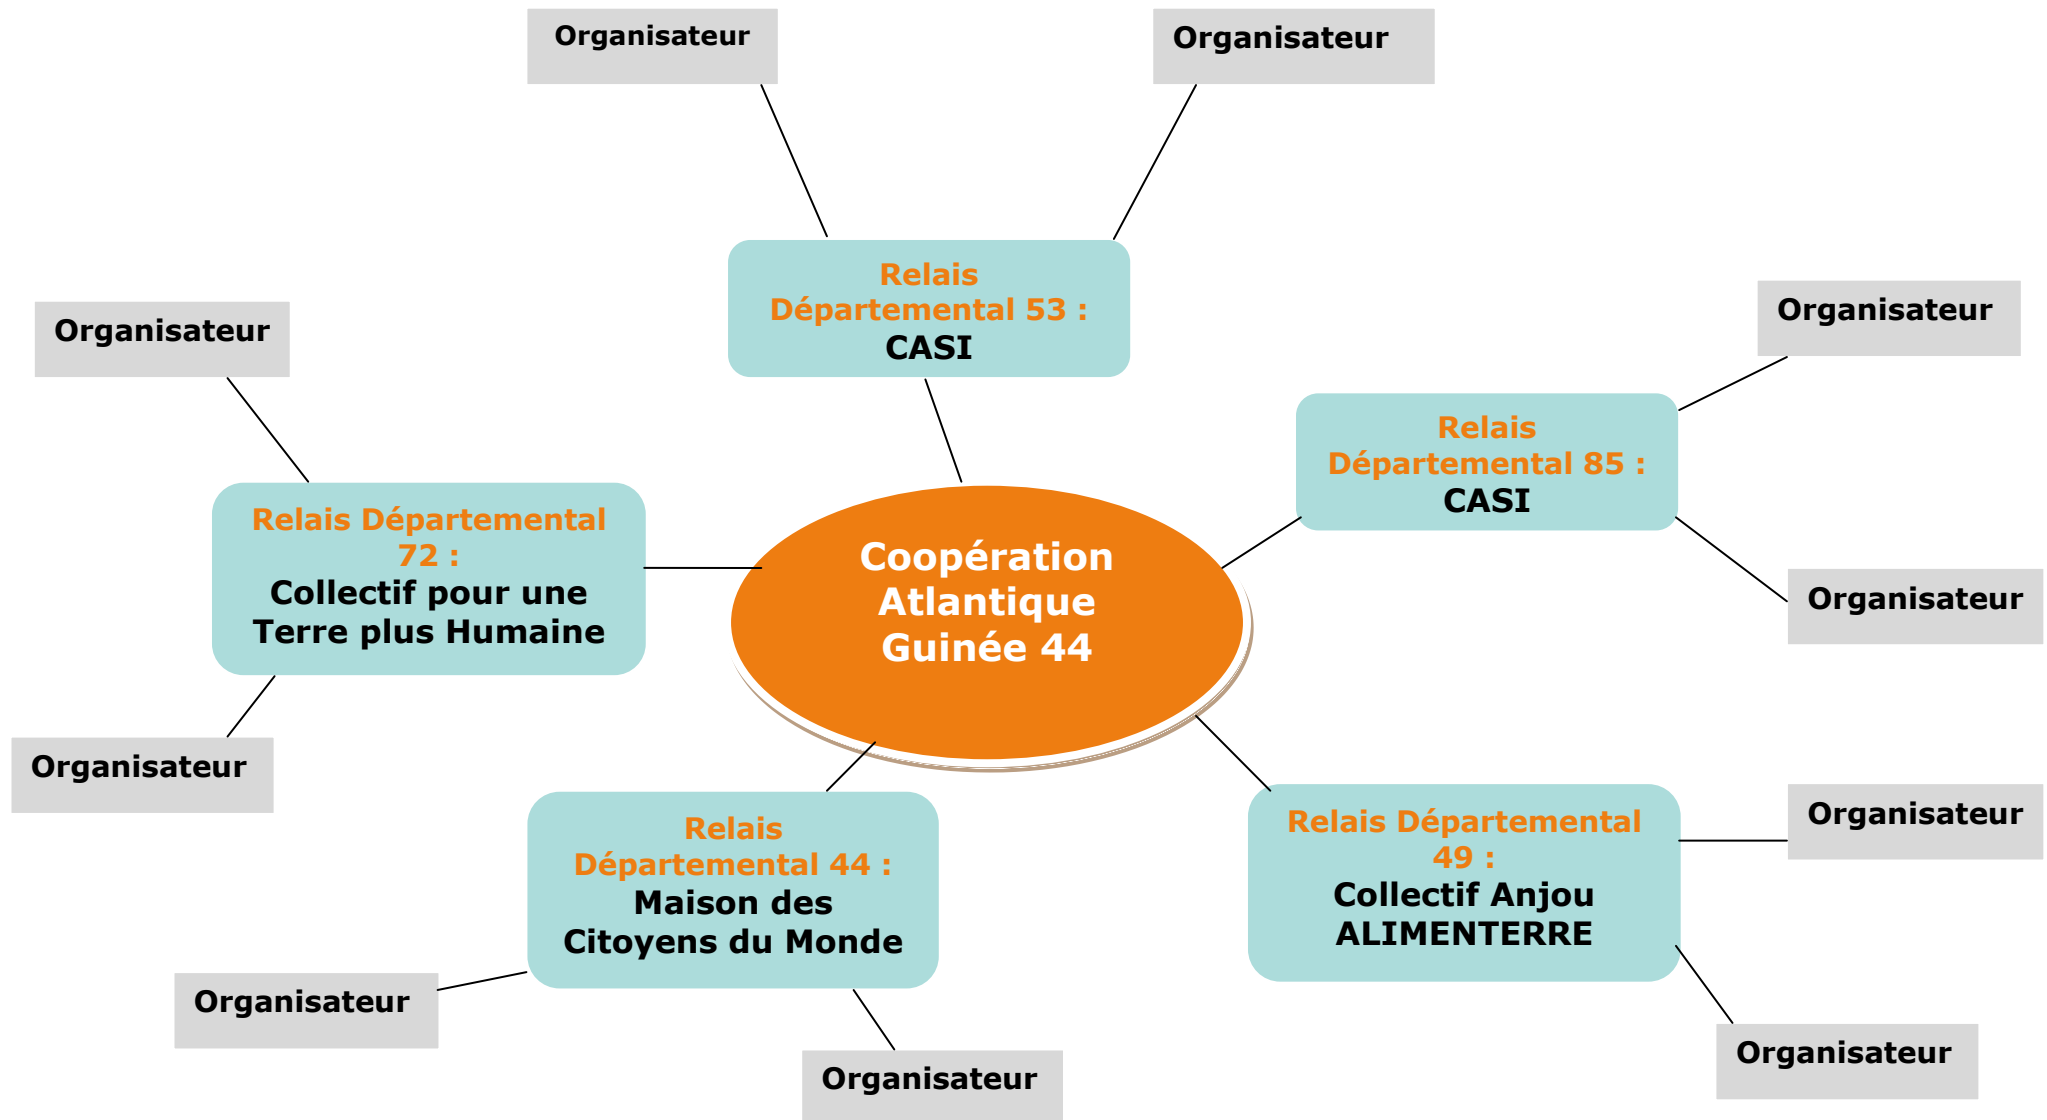 Organisateur
Organisateur
Relais
Départemental 53 :
CASI
Organisateur
Organisateur
Relais
Départemental 85 :
CASI
Relais Départemental
72 :
Collectif pour une
Terre plus Humaine
Coopération
Atlantique
Guinée 44
Organisateur
Organisateur
Relais
Départemental 44 :
Maison des
Citoyens du Monde
Relais Départemental
49 :
Collectif Anjou
ALIMENTERRE
Organisateur
Organisateur
Organisateur
Organisateur